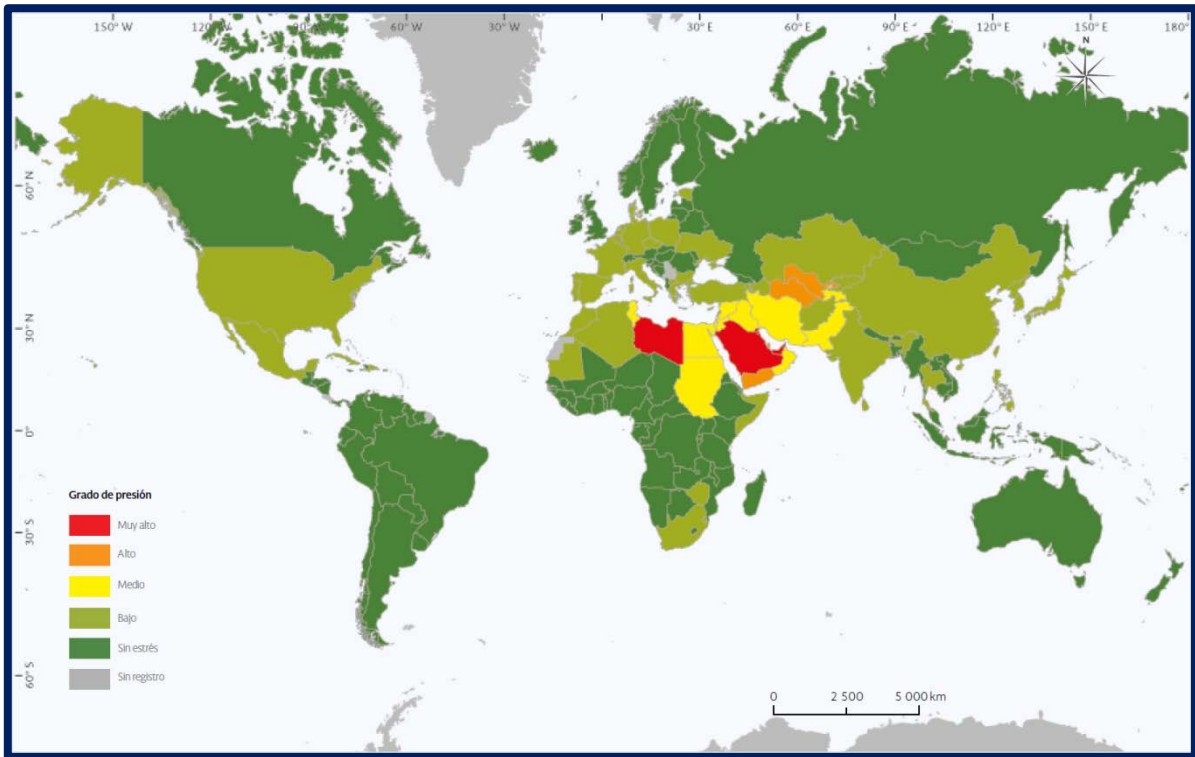 150° W 120° W 90° W 60° W 30° W 30° E 60° E 90° E 120° E 150° E 180°
N
60° N
30° N
0°
30° S
60° S
Grado de presión
Muy alto
Alto
Medio
Bajo
Sin estrés
Sin registro
0 2 500 5 000 km